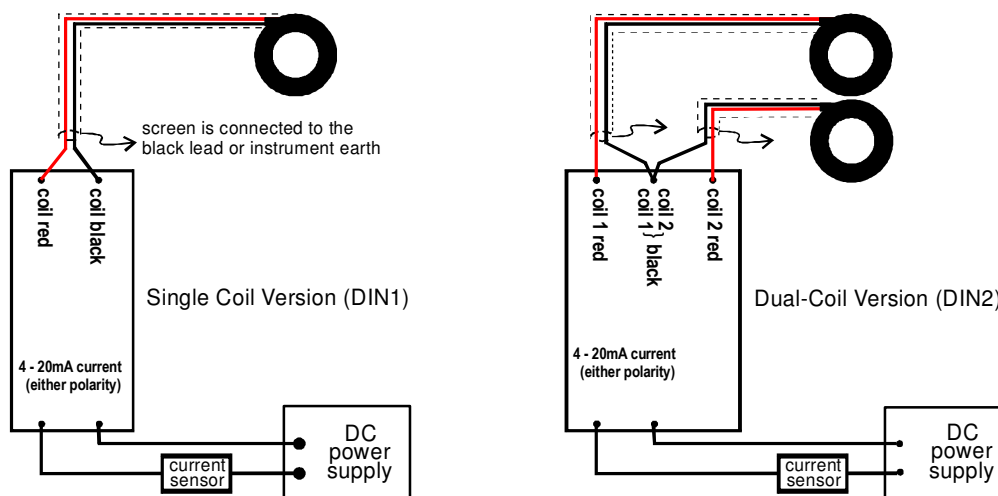 screen is connected to the
black lead or instrument earth
coil red
coil black
Single Coil Version (DIN1)
4 - 20mA current
(either polarity)
current
sensor
DC
power
supply
coil 1 red
coil 1
coil 2
black
coil 2 red
Dual-Coil Version (DIN2)
4 - 20mA current
(either polarity)
current
sensor
DC
power
supply